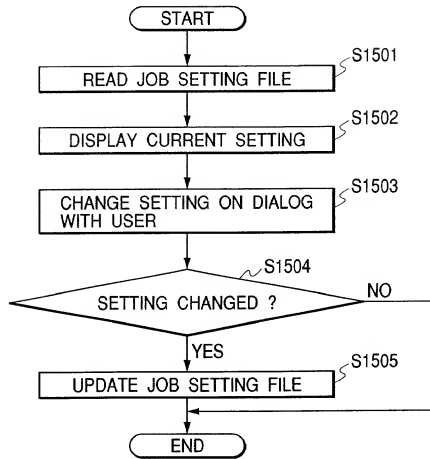 START
S1501
READ JOB SETTING FILE
S1502
DISPLAY CURRENT SETTING
S1503
CHANGE SETTING ON DIALOG
WITH USER
S1504
SETTING CHANGED ?
NO
YES
S1505
UPDATE JOB SETTING FILE
END